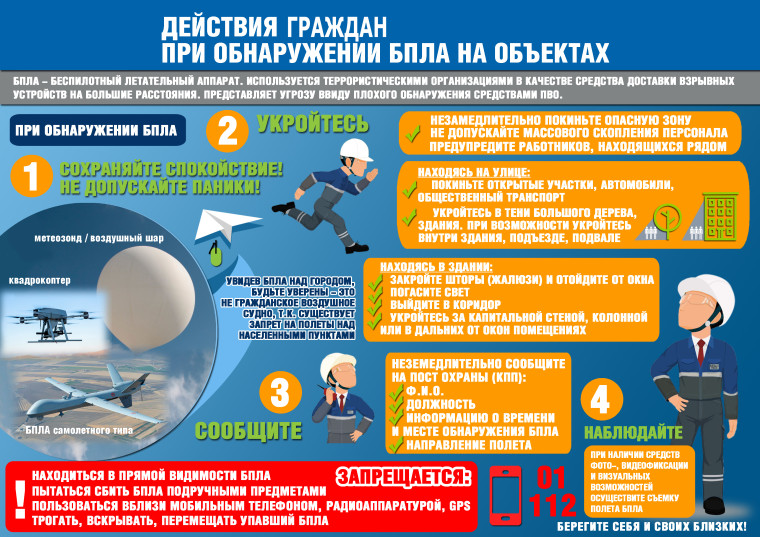 ДЕЙСТВИЯ ГРАЖДАН
ПРИ ОБНАРУЖЕНИИ БПЛА НА ОБЪЕКТАХ
БПЛА – БЕСПИЛОТНЫЙ ЛЕТАТЕЛЬНЫЙ АППАРАТ. ИСПОЛЬЗУЕТСЯ ТЕРРОРИСТИЧЕСКИМИ ОРГАНИЗАЦИЯМИ В КАЧЕСТВЕ СРЕДСТВА ДОСТАВКИ ВЗРЫВНЫХ
УСТРОЙСТВ НА БОЛЬШИЕ РАССТОЯНИЯ. ПРЕДСТАВЛЯЕТ УГРОЗУ ВВИДУ ПЛОХОГО ОБНАРУЖЕНИЯ СРЕДСТВАМИ ПВО.
ПРИ ОБНАРУЖЕНИИ БПЛА
1
СОХРАНЯЙТЕ СПОКОЙСТВИЕ!
НЕ ДОПУСКАЙТЕ ПАНИКИ!
2
УКРОЙТЕСЬ
НЕЗАМЕДЛИТЕЛЬНО ПОКИНЬТЕ ОПАСНУЮ ЗОНУ
НЕ ДОПУСКАЙТЕ МАССОВОГО СКОПЛЕНИЯ ПЕРСОНАЛА
ПРЕДУПРЕДИТЕ РАБОТНИКОВ, НАХОДЯЩИХСЯ РЯДОМ
НАХОДЯСЬ НА УЛИЦЕ:
ПОКИНЬТЕ ОТКРЫТЫЕ УЧАСТКИ, АВТОМОБИЛИ,
ОБЩЕСТВЕННЫЙ ТРАНСПОРТ
УКРОЙТЕСЬ В ТЕНИ БОЛЬШОГО ДЕРЕВА,
ЗДАНИЯ. ПРИ ВОЗМОЖНОСТИ УКРОЙТЕСЬ
ВНУТРИ ЗДАНИЯ, ПОДЪЕЗДЕ, ПОДВАЛЕ
метеозонд / воздушный шар
квадрокоптер
БПЛА самолетного типа
УВИДЕВ БПЛА НАД ГОРОДОМ,
БУДЬТЕ УВЕРЕНЫ – ЭТО
НЕ ГРАЖДАНСКОЕ ВОЗДУШНОЕ
СУДНО, Т.К. СУЩЕСТВУЕТ
ЗАПРЕТ НА ПОЛЕТЫ НАД
НАСЕЛЕННЫМИ ПУНКТАМИ
НАХОДЯСЬ В ЗДАНИИ:
ЗАКРОЙТЕ ШТОРЫ (ЖАЛЮЗИ) И ОТОЙДИТЕ ОТ ОКНА
ПОГАСИТЕ СВЕТ
ВЫЙДИТЕ В КОРИДОР
УКРОЙТЕСЬ ЗА КАПИТАЛЬНОЙ СТЕНОЙ, КОЛОННОЙ
ИЛИ В ДАЛЬНИХ ОТ ОКОН ПОМЕЩЕНИЯХ
3
СООБЩИТЕ
НЕЗЕМЕДЛИТЕЛЬНО СООБЩИТЕ
НА ПОСТ ОХРАНЫ (КПП):
Ф.И.О.
ДОЛЖНОСТЬ
ИНФОРМАЦИЮ О ВРЕМЕНИ
И МЕСТЕ ОБНАРУЖЕНИЯ БПЛА
НАПРАВЛЕНИЕ ПОЛЕТА
4
НАБЛЮДАЙТЕ
ПРИ НАЛИЧИИ СРЕДСТВ
ФОТО-, ВИДЕОФИКСАЦИИ
И ВИЗУАЛЬНЫХ
ВОЗМОЖНОСТЕЙ
ОСУЩЕСТВИТЕ СЪЕМКУ
ПОЛЕТА БПЛА
ЗАПРЕЩАЕТСЯ:
!
НАХОДИТЬСЯ В ПРЯМОЙ ВИДИМОСТИ БПЛА
ПЫТАТЬСЯ СБИТЬ БПЛА ПОДРУЧНЫМИ ПРЕДМЕТАМИ
ПОЛЬЗОВАТЬСЯ ВБЛИЗИ МОБИЛЬНЫМ ТЕЛЕФОНОМ, РАДИОАППАРАТУРОЙ, GPS
ТРОГАТЬ, ВСКРЫВАТЬ, ПЕРЕМЕЩАТЬ УПАВШИЙ БПЛА
01
112
БЕРЕГИТЕ СЕБЯ И СВОИХ БЛИЗКИХ!